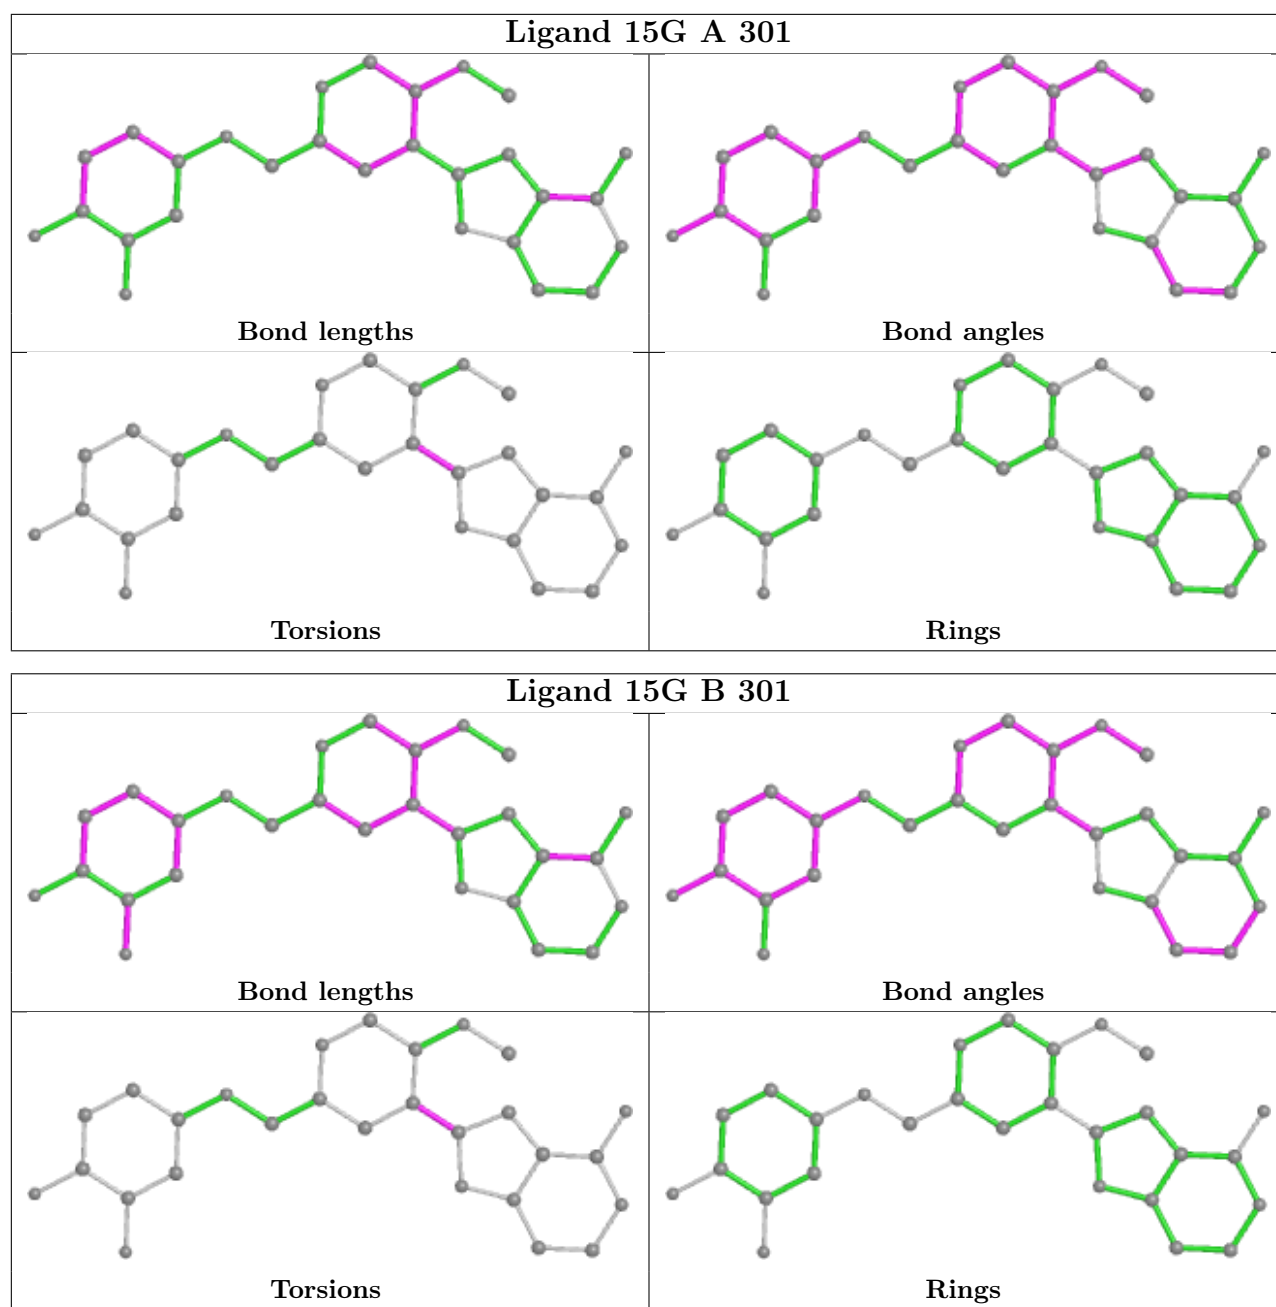 Ligand 15G A 301
Bond lengths
Bond angles
Torsions
Rings
Ligand 15G B 301
Bond lengths
Bond angles
Torsions
Rings